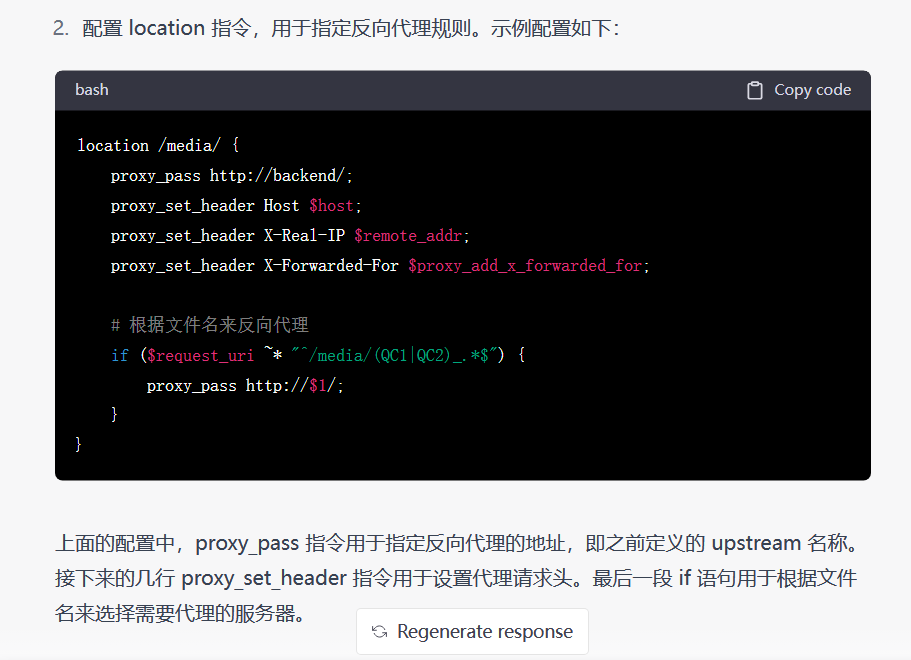 2. 配置 location 指令，用于指定反向代理规则。示例配置如下：
bash Copy code
location /media/ {
proxy_pass http://backend/;
proxy_set_header Host $host;
proxy_set_header X-Real-IP $remote_addr;
proxy_set_header X-Forwarded-For $proxy_add_x_forwarded_for;
# 根据文件名来反向代理
if ($request_uri ~* "^/media/(QC1|QC2)_.*$") {
proxy_pass http://$1/;
}
}
上面的配置中，proxy_pass 指令用于指定反向代理的地址，即之前定义的 upstream 名称。
接下来的几行 proxy_set_header 指令用于设置代理请求头。最后一段 if 语句用于根据文件
名来选择需要代理的服务器。
Regenerate response